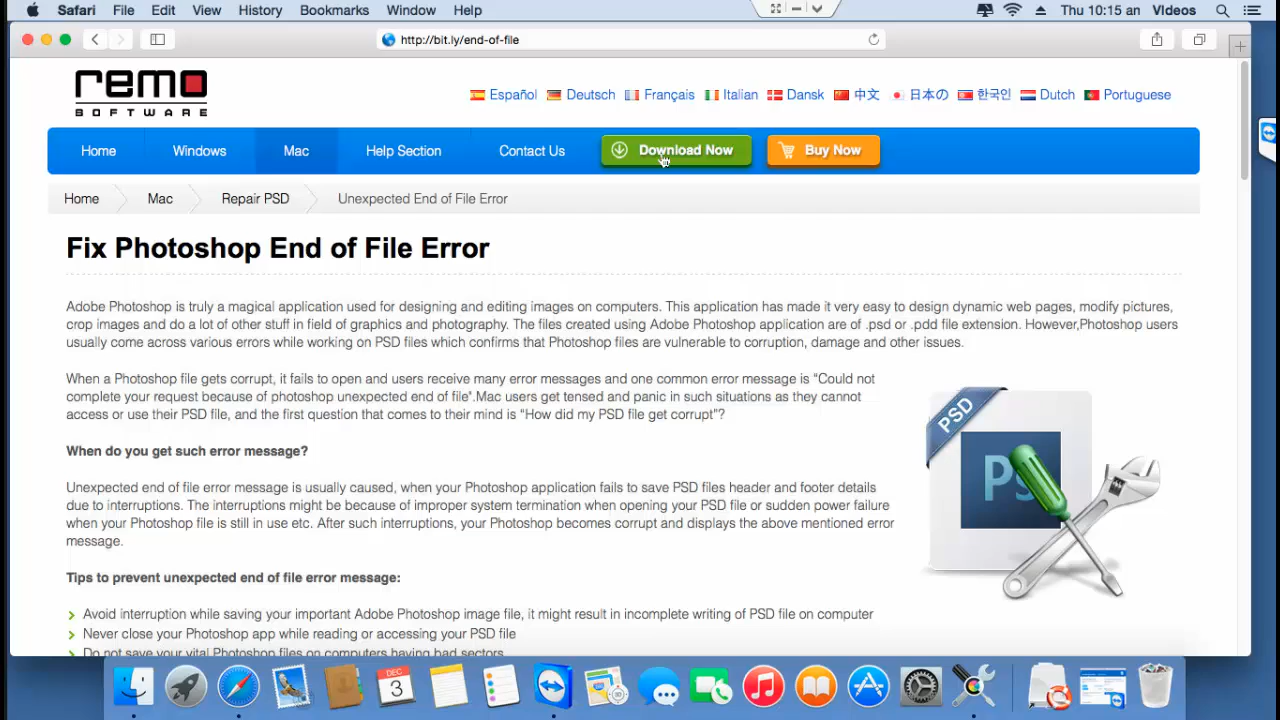 Safari File Edit View History Bookmarks Window Help Thu 10:15 am VIdeos
http://bit.ly/end-of-file
remo
SOFTWARE
Español Deutsch Français Italian Dansk 中文 日本の 한국인 Dutch Portuguese
Home Windows Mac Help Section Contact Us Download Now Buy Now
Home Mac Repair PSD Unexpected End of File Error
Fix Photoshop End of File Error
Adobe Photoshop is truly a magical application used for designing and editing images on computers. This application has made it very easy to design dynamic web pages, modify pictures,
crop images and do a lot of other stuff in field of graphics and photography. The files created using Adobe Photoshop application are of .psd or .pdd file extension. However,Photoshop users
usually come across various errors while working on PSD files which confirms that Photoshop files are vulnerable to corruption, damage and other issues.
When a Photoshop file gets corrupt, it fails to open and users receive many error messages and one common error message is “Could not
complete your request because of photoshop unexpected end of file".Mac users get tensed and panic in such situations as they cannot
access or use their PSD file, and the first question that comes to their mind is “How did my PSD file get corrupt”?
PSD
Ps
When do you get such error message?
Unexpected end of file error message is usually caused, when your Photoshop application fails to save PSD files header and footer details
due to interruptions. The interruptions might be because of improper system termination when opening your PSD file or sudden power failure
when your Photoshop file is still in use etc. After such interruptions, your Photoshop becomes corrupt and displays the above mentioned error
message.
Tips to prevent unexpected end of file error message:
Avoid interruption while saving your important Adobe Photoshop image file, it might result in incomplete writing of PSD file on computer
Never close your Photoshop app while reading or accessing your PSD file
Do not save your vital Photoshop files on computers having bad sectors
DEC
3